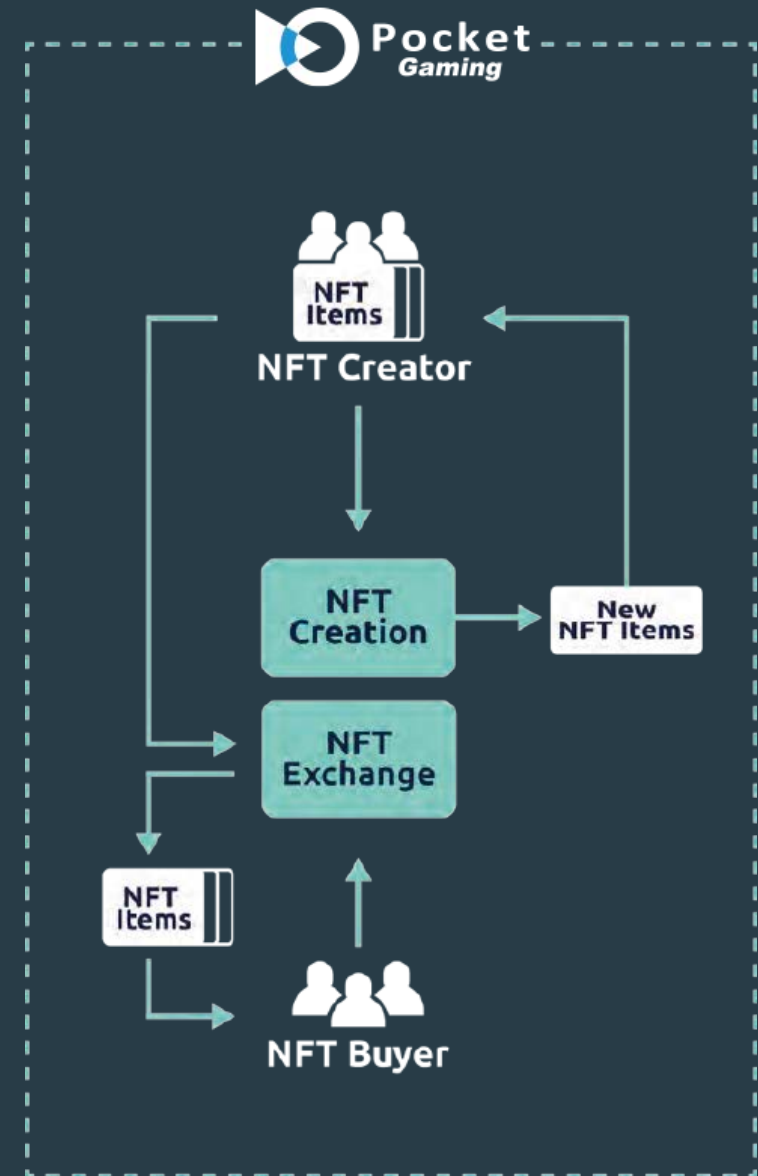 Pocket
Gaming
NFT
Items
NFT Creator
NFT
Creation
New
NFT Items
NFT
Exchange
NFT
Items
NFT Buyer